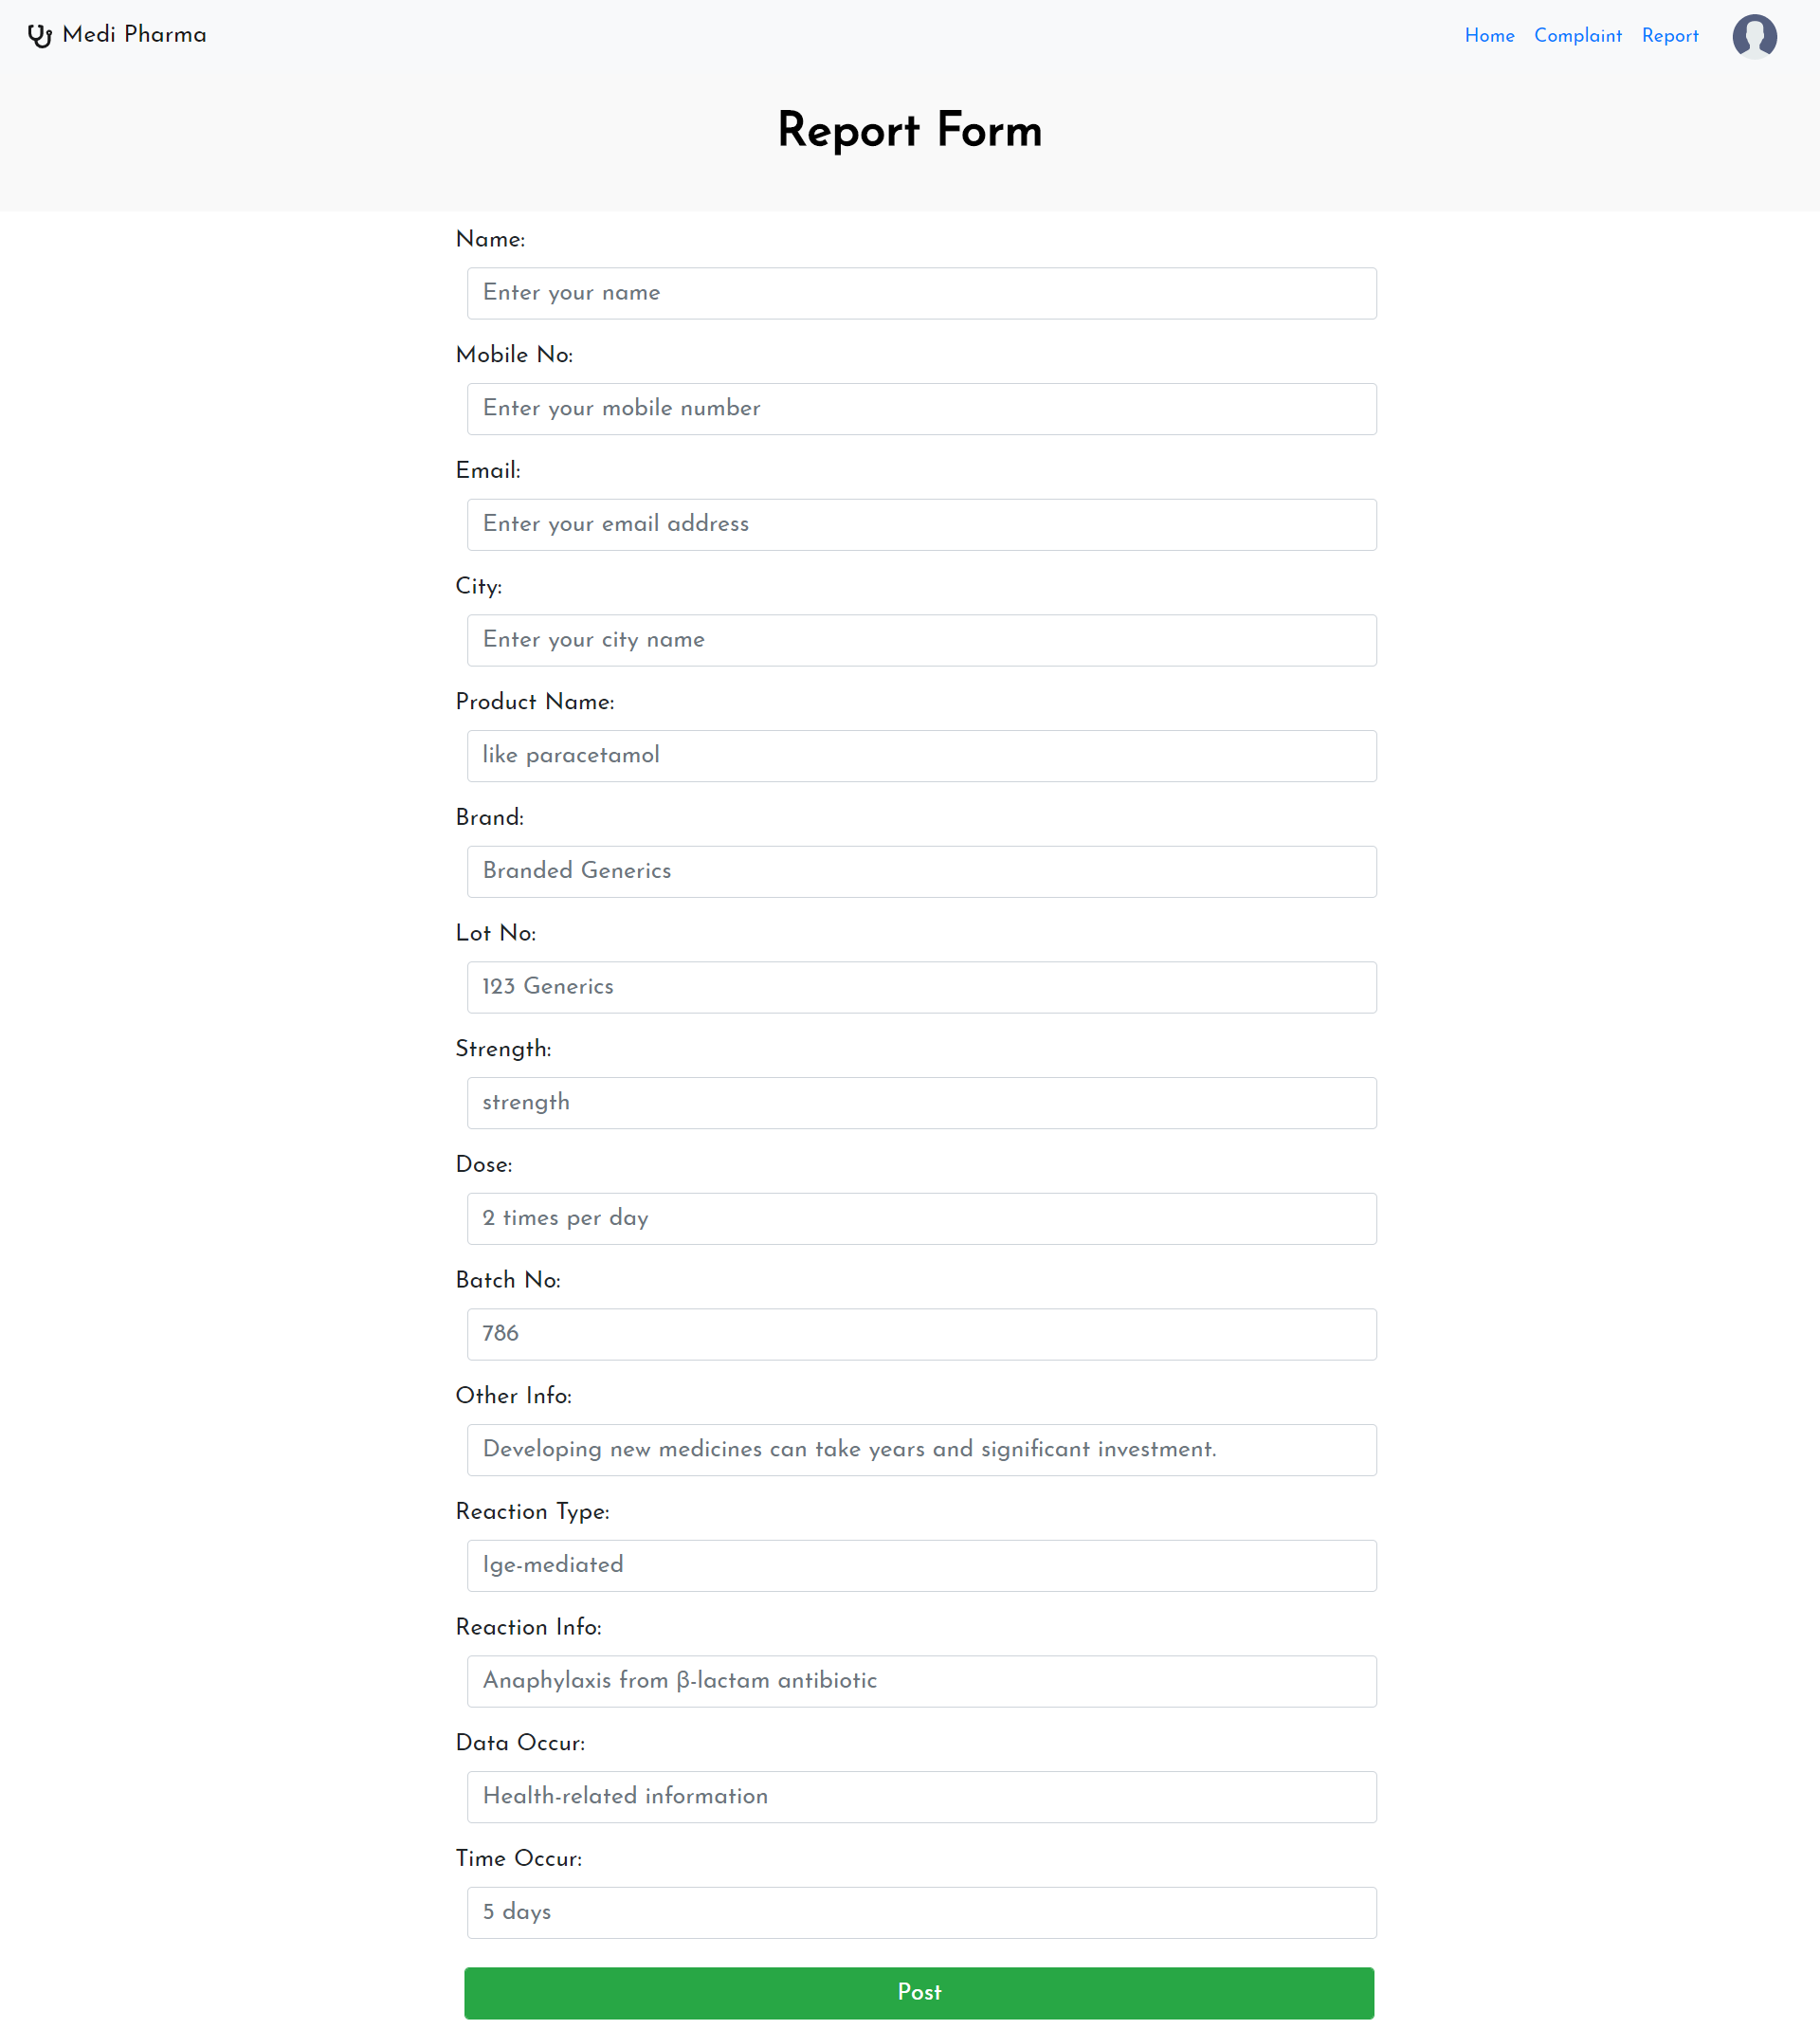 Medi Pharma
Home Complaint Report
Report Form
Name:
Enter your name
Mobile No:
Enter your mobile number
Email:
Enter your email address
City:
Enter your city name
Product Name:
like paracetamol
Brand:
Branded Generics
Lot No:
123 Generics
Strength:
strength
Dose:
2 times per day
Batch No:
786
Other Info:
Developing new medicines can take years and significant investment.
Reaction Type:
Ige-mediated
Reaction Info:
Anaphylaxis from β-lactam antibiotic
Data Occur:
Health-related information
Time Occur:
5 days
Post